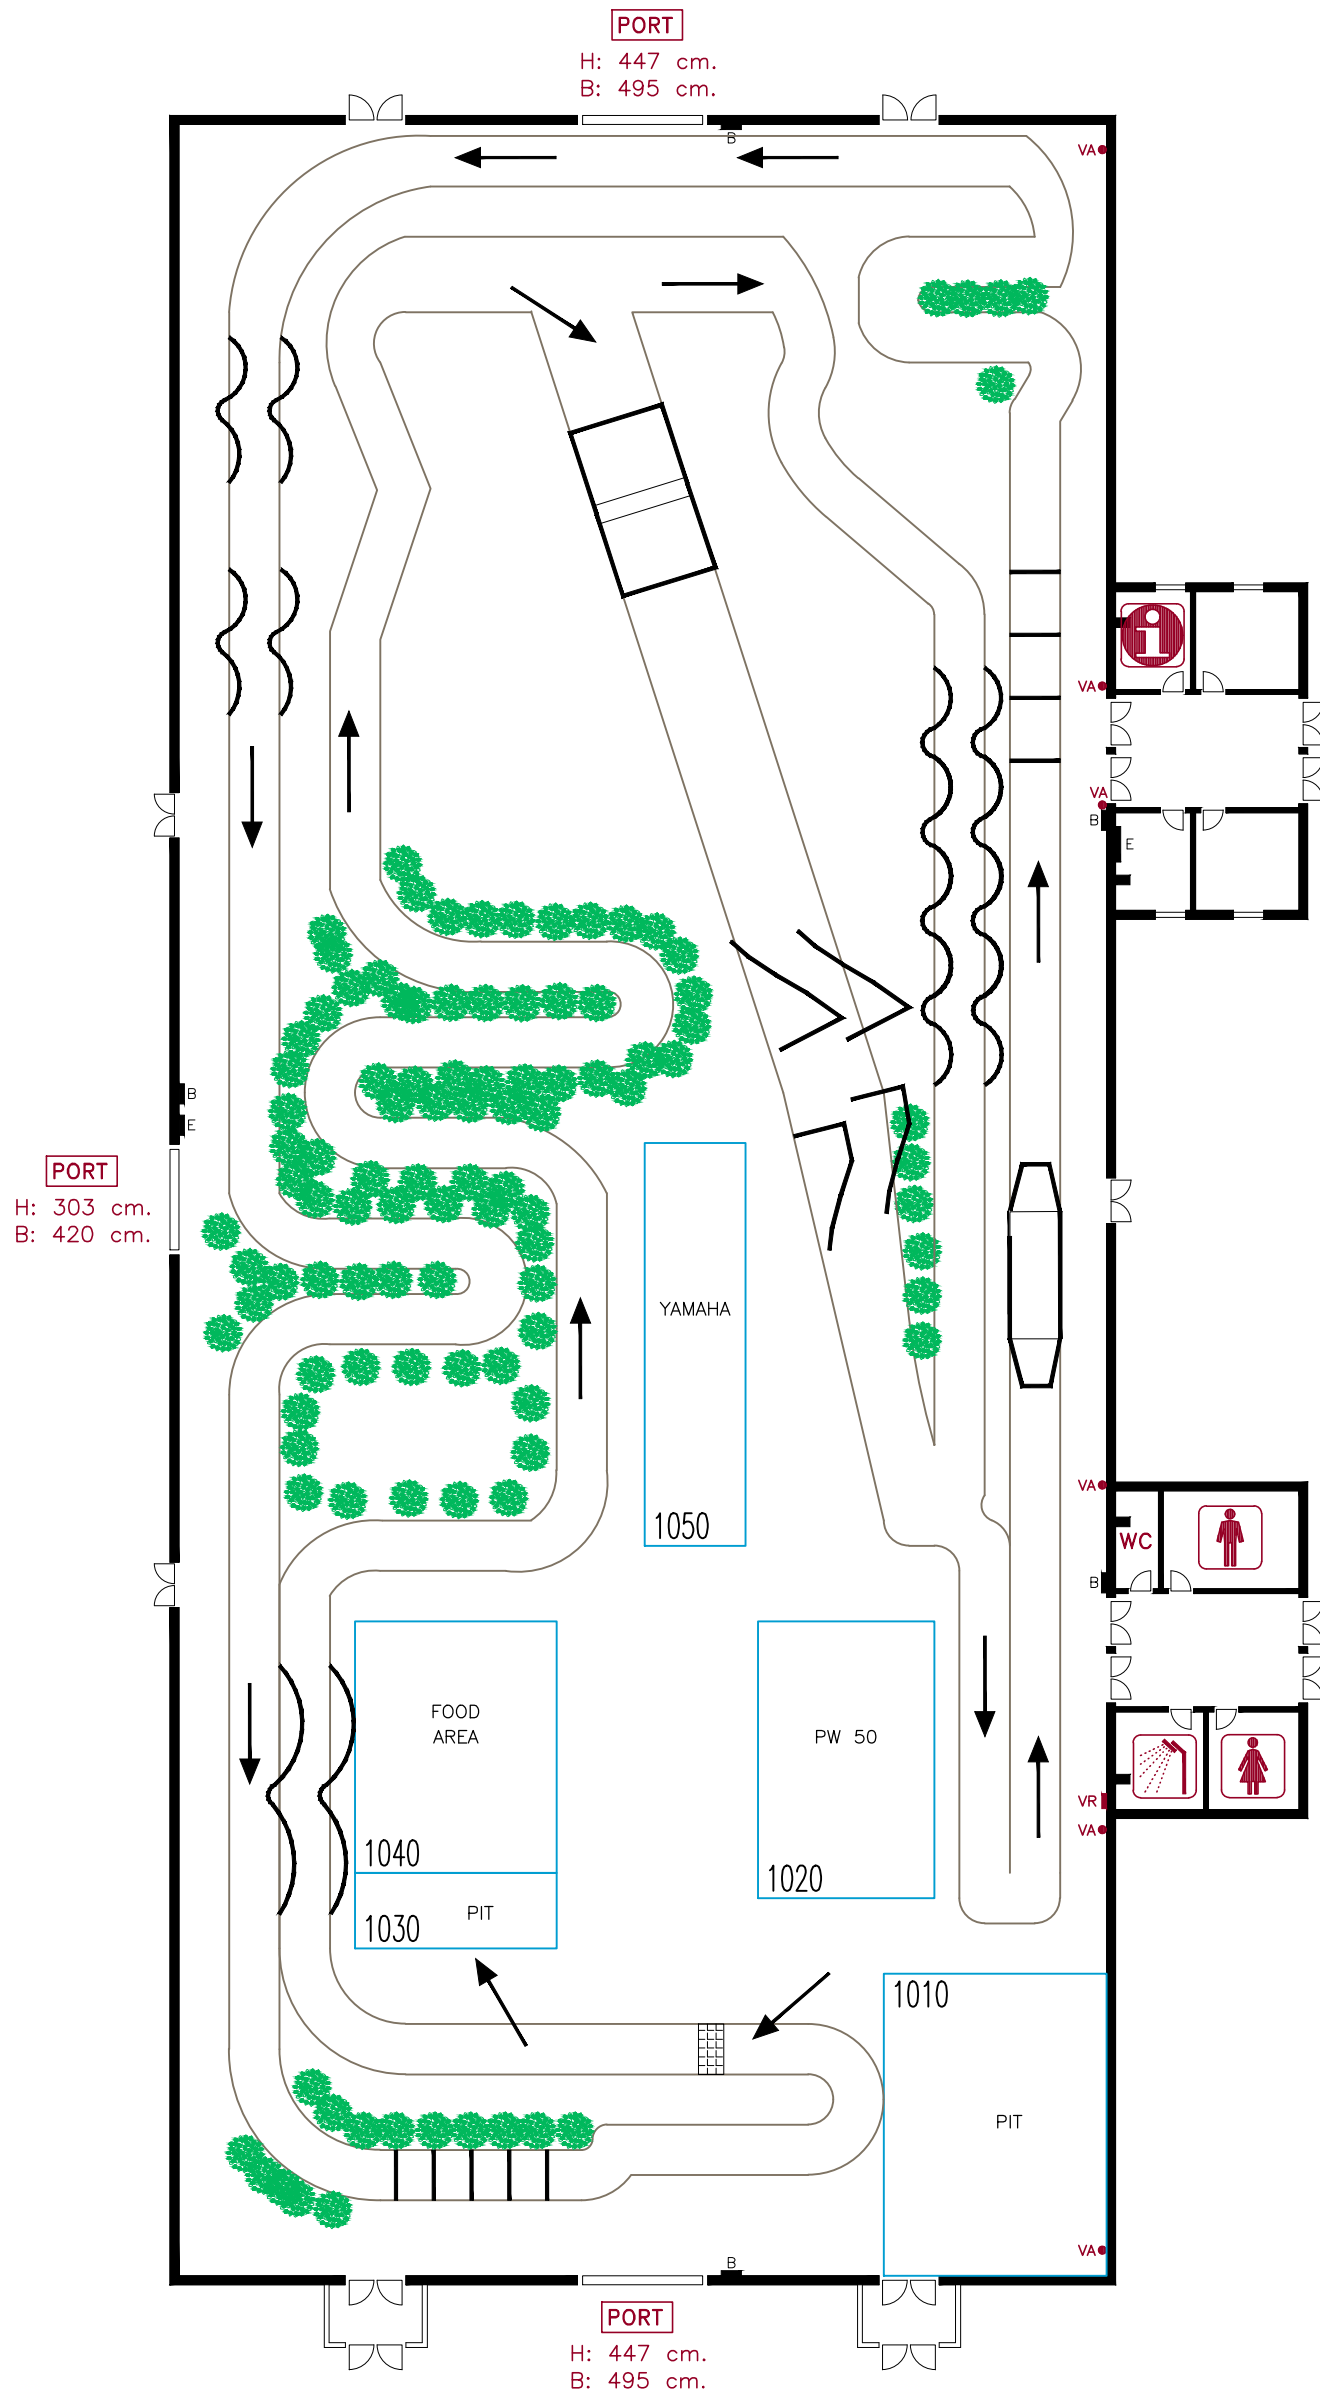 PORT
H: 447 cm.
B: 495 cm.
B
VA
VA
VA
B
E
B
E
PORT
H: 303 cm.
B: 420 cm.
YAMAHA
1050
VA
WC
B
FOOD
AREA
1040
PIT
1030
PW 50
1020
VR
VA
1010
PIT
VA
B
PORT
H: 447 cm.
B: 495 cm.